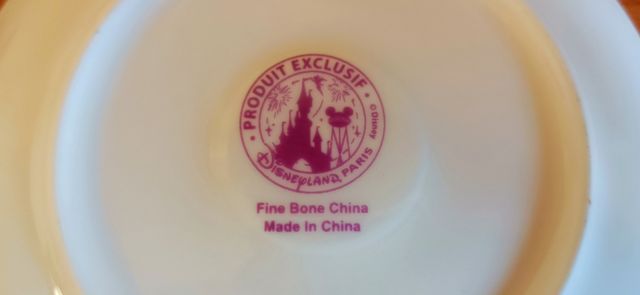 • PRODUIT EXCLUSIF •
©Disney
DISNEYLAND PARIS
Fine Bone China
Made In China